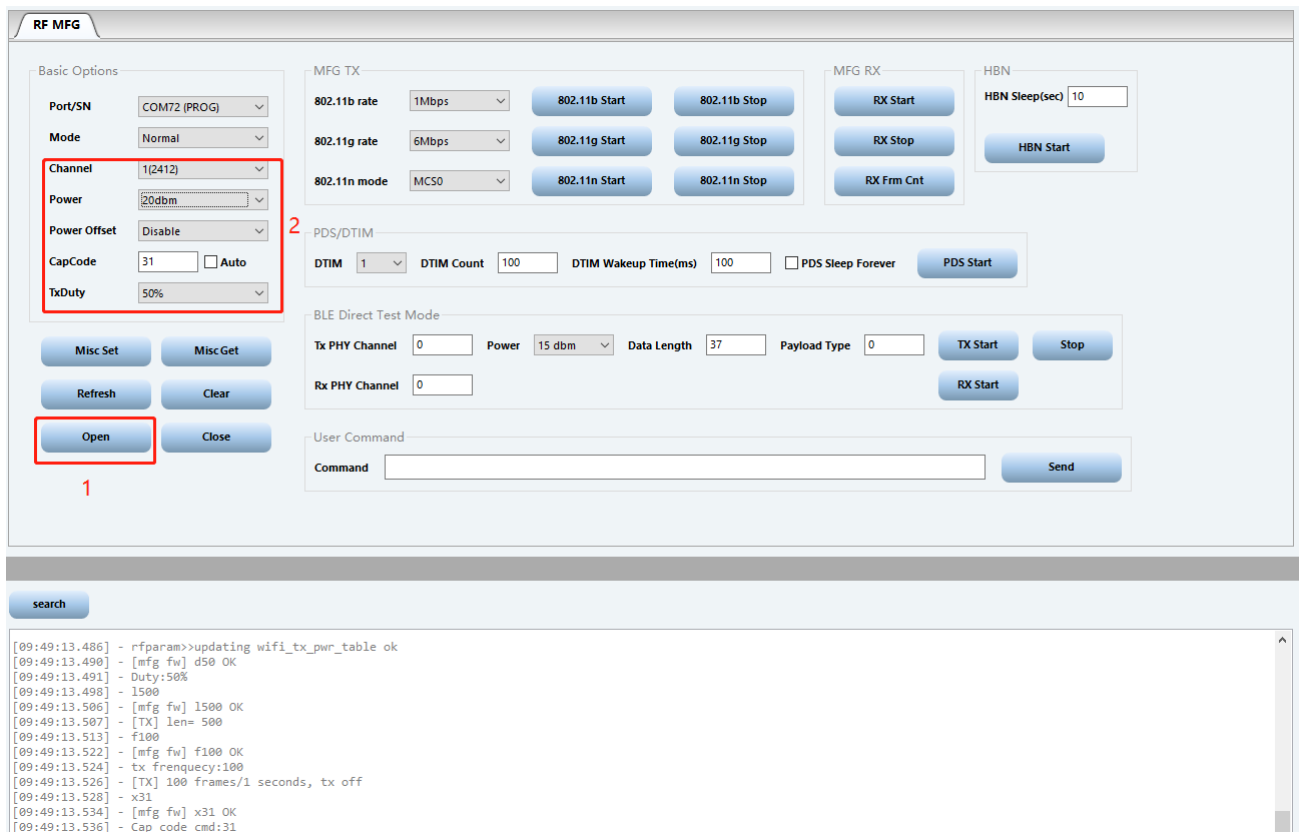 RF MFG
Basic Options
Port/SN COM72 (PROG)
Mode Normal
Channel 1(2412)
Power 20dbm
Power Offset Disable
CapCode 31 Auto
TxDuty 50%
2
Misc Set Misc Get
Refresh Clear
Open Close
1
MFG TX
802.11b rate 1Mbps 802.11b Start 802.11b Stop
802.11g rate 6Mbps 802.11g Start 802.11g Stop
802.11n mode MCS0 802.11n Start 802.11n Stop
MFG RX
RX Start
RX Stop
RX Frm Cnt
HBN
HBN Sleep(sec) 10
HBN Start
PDS/DTIM
DTIM 1 DTIM Count 100 DTIM Wakeup Time(ms) 100 PDS Sleep Forever PDS Start
BLE Direct Test Mode
Tx PHY Channel 0 Power 15 dbm Data Length 37 Payload Type 0 TX Start Stop
Rx PHY Channel 0 RX Start
User Command
Command Send
search
[09:49:13.486] - rfparam>>updating wifi_tx_pwr_table ok
[09:49:13.490] - [mfg fw] d50 OK
[09:49:13.491] - Duty:50%
[09:49:13.498] - l500
[09:49:13.506] - [mfg fw] l500 OK
[09:49:13.507] - [TX] len= 500
[09:49:13.513] - f100
[09:49:13.522] - [mfg fw] f100 OK
[09:49:13.524] - tx frenquecy:100
[09:49:13.526] - [TX] 100 frames/1 seconds, tx off
[09:49:13.528] - x31
[09:49:13.534] - [mfg fw] x31 OK
[09:49:13.536] - Cap code cmd:31